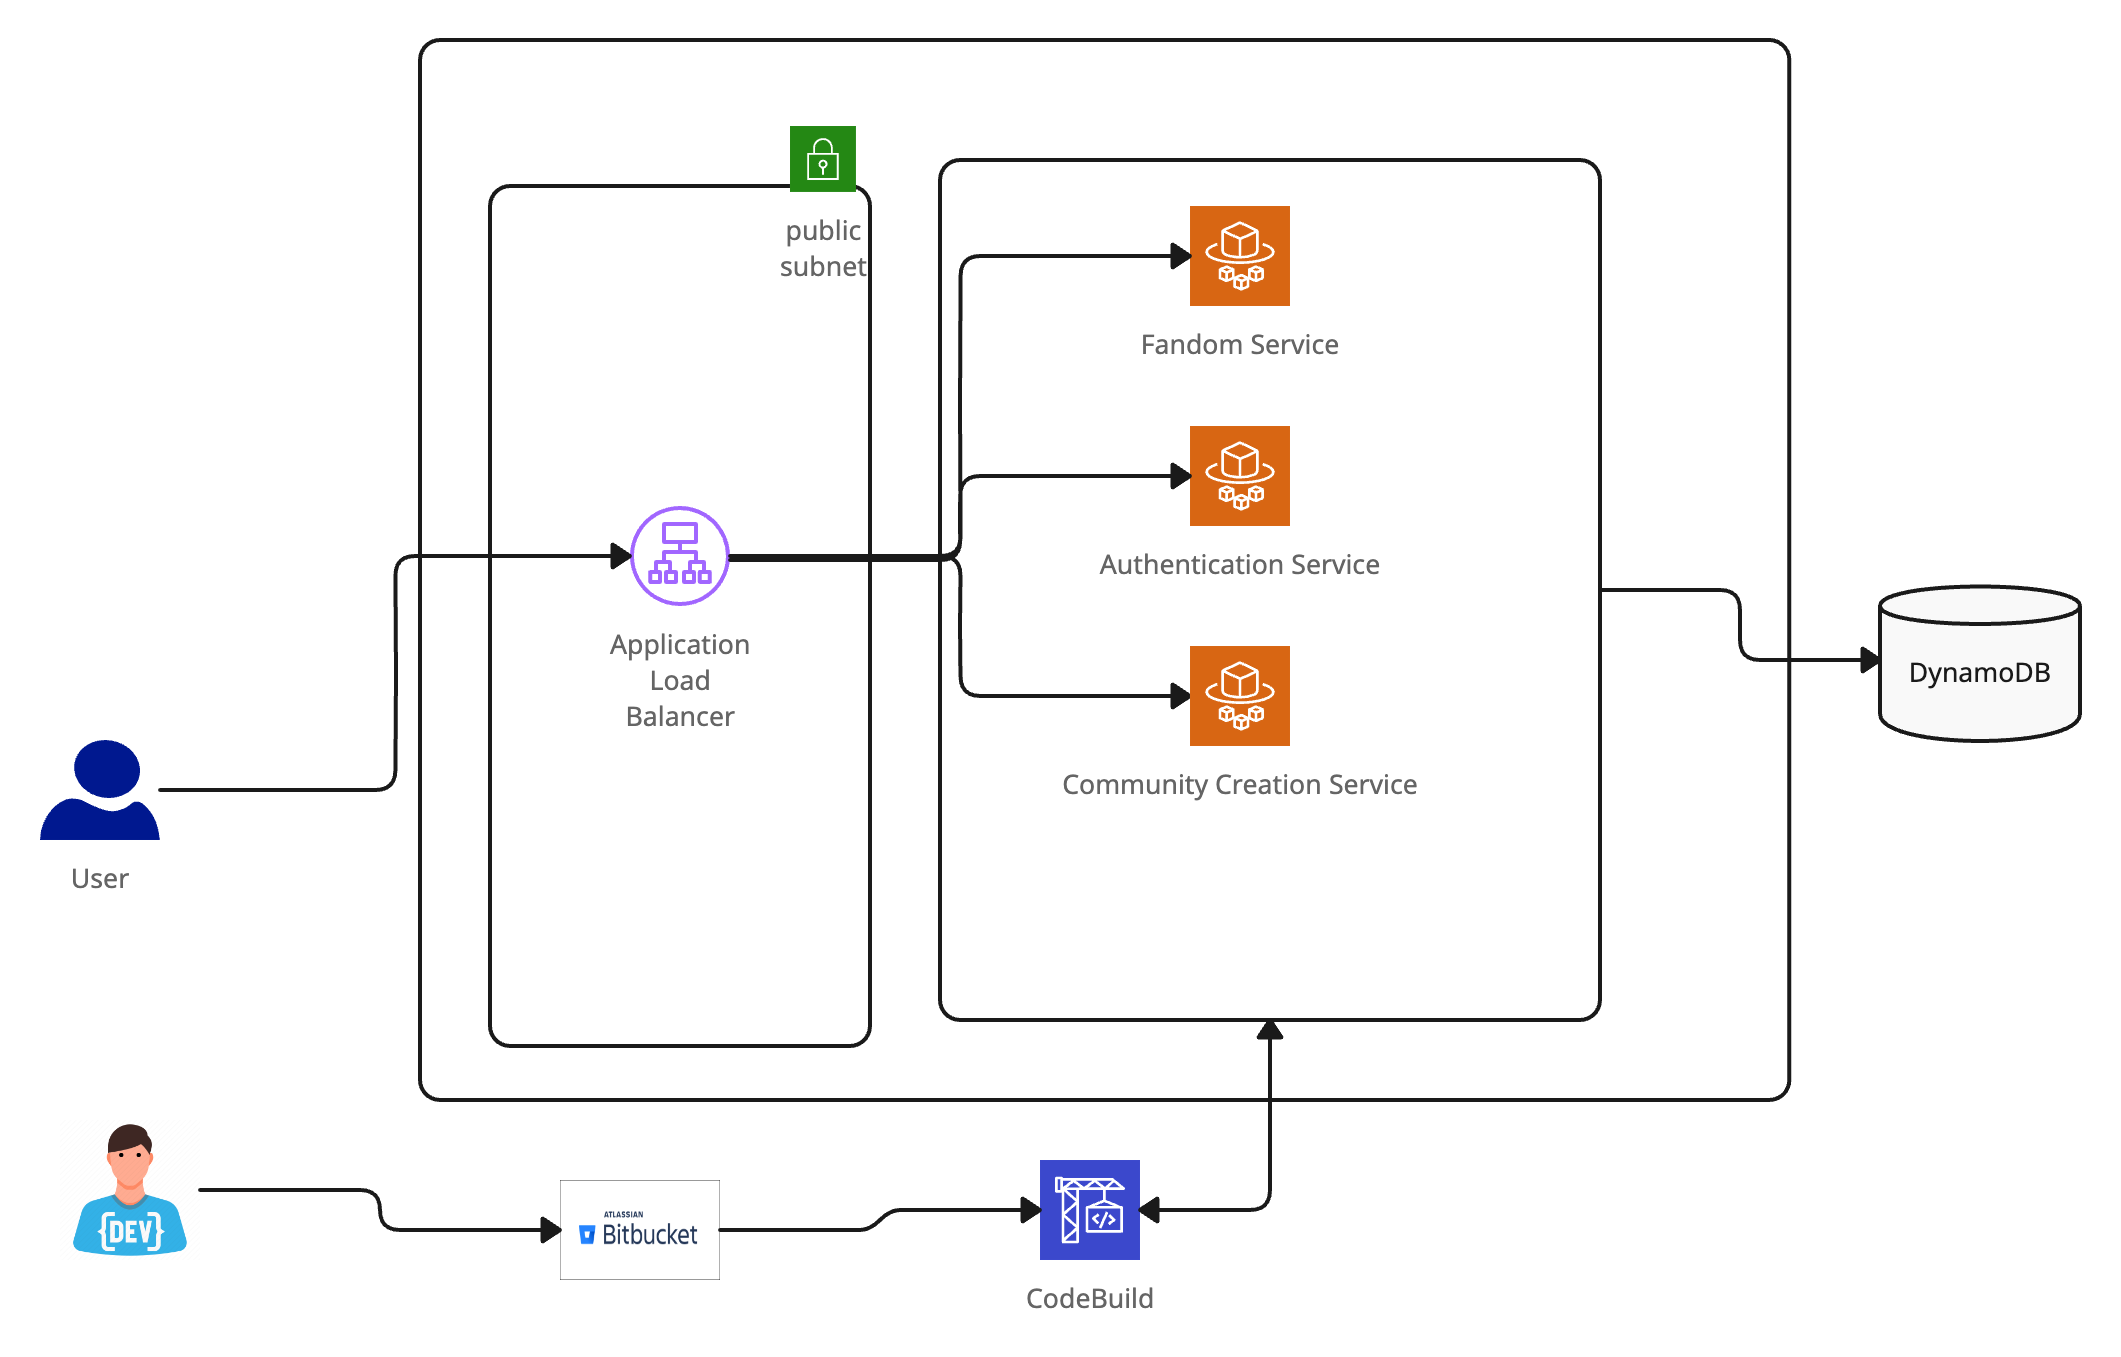 public
subnet
Fandom Service
Authentication Service
Application
Load
Balancer
DynamoDB
Community Creation Service
User
{DEV}
ATLASSIAN
Bitbucket
</>
CodeBuild